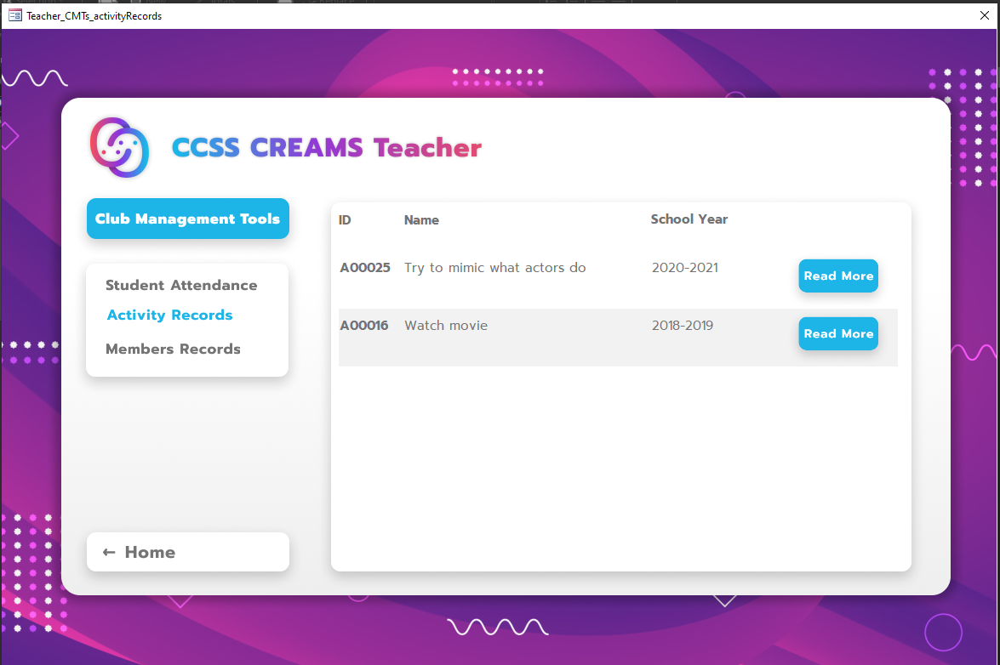 Teacher_CMTs_activityRecords
CCSS CREAMS Teacher
Club Management Tools
Student Attendance
Activity Records
Members Records
← Home
ID Name School Year
A00025 Try to mimic what actors do 2020-2021 Read More
A00016 Watch movie 2018-2019 Read More